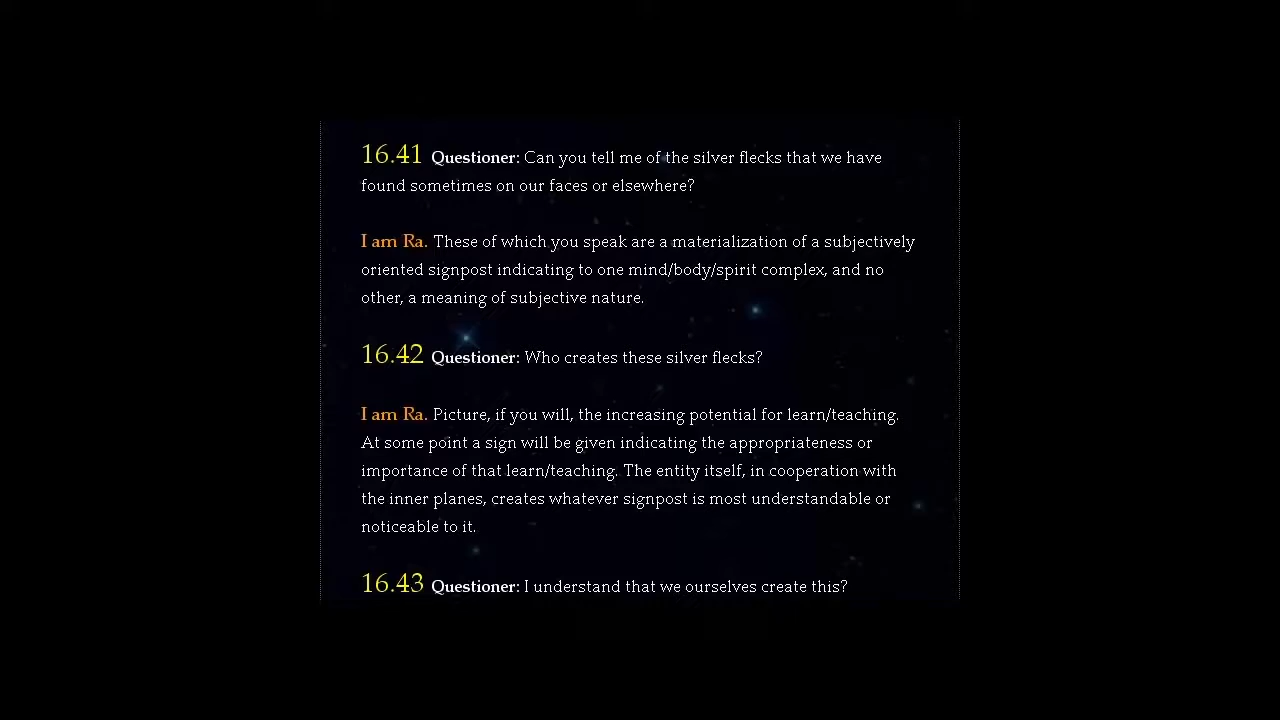 16.41 Questioner: Can you tell me of the silver flecks that we have
found sometimes on our faces or elsewhere?
I am Ra. These of which you speak are a materialization of a subjectively
oriented signpost indicating to one mind/body/spirit complex, and no
other, a meaning of subjective nature.
16.42 Questioner: Who creates these silver flecks?
I am Ra. Picture, if you will, the increasing potential for learn/teaching.
At some point a sign will be given indicating the appropriateness or
importance of that learn/teaching. The entity itself, in cooperation with
the inner planes, creates whatever signpost is most understandable or
noticeable to it.
16.43 Questioner: I understand that we ourselves create this?